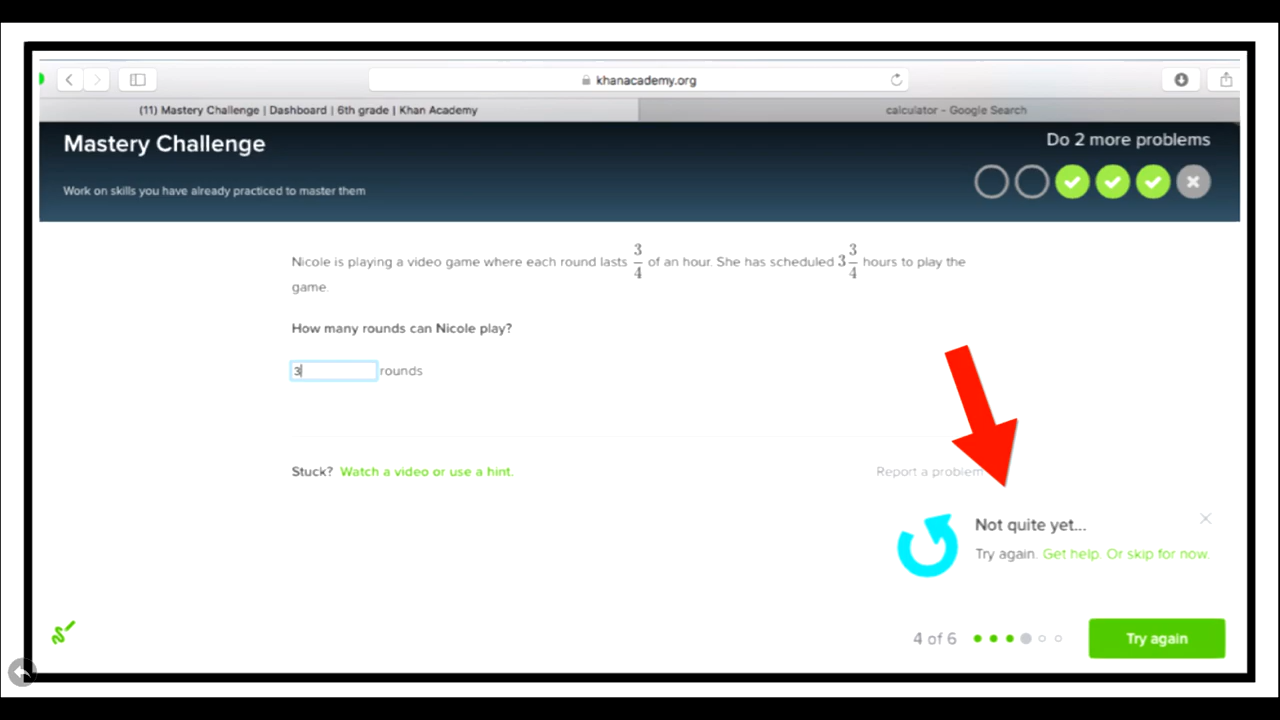 khanacademy.org
(11) Mastery Challenge | Dashboard | 6th grade | Khan Academy
calculator - Google Search
Mastery Challenge
Do 2 more problems
Work on skills you have already practiced to master them
Nicole is playing a video game where each round lasts 3/4 of an hour. She has scheduled 3 3/4 hours to play the
game.
How many rounds can Nicole play?
3 rounds
Stuck? Watch a video or use a hint.
Report a problem
Not quite yet...
Try again. Get help. Or skip for now.
4 of 6
Try again